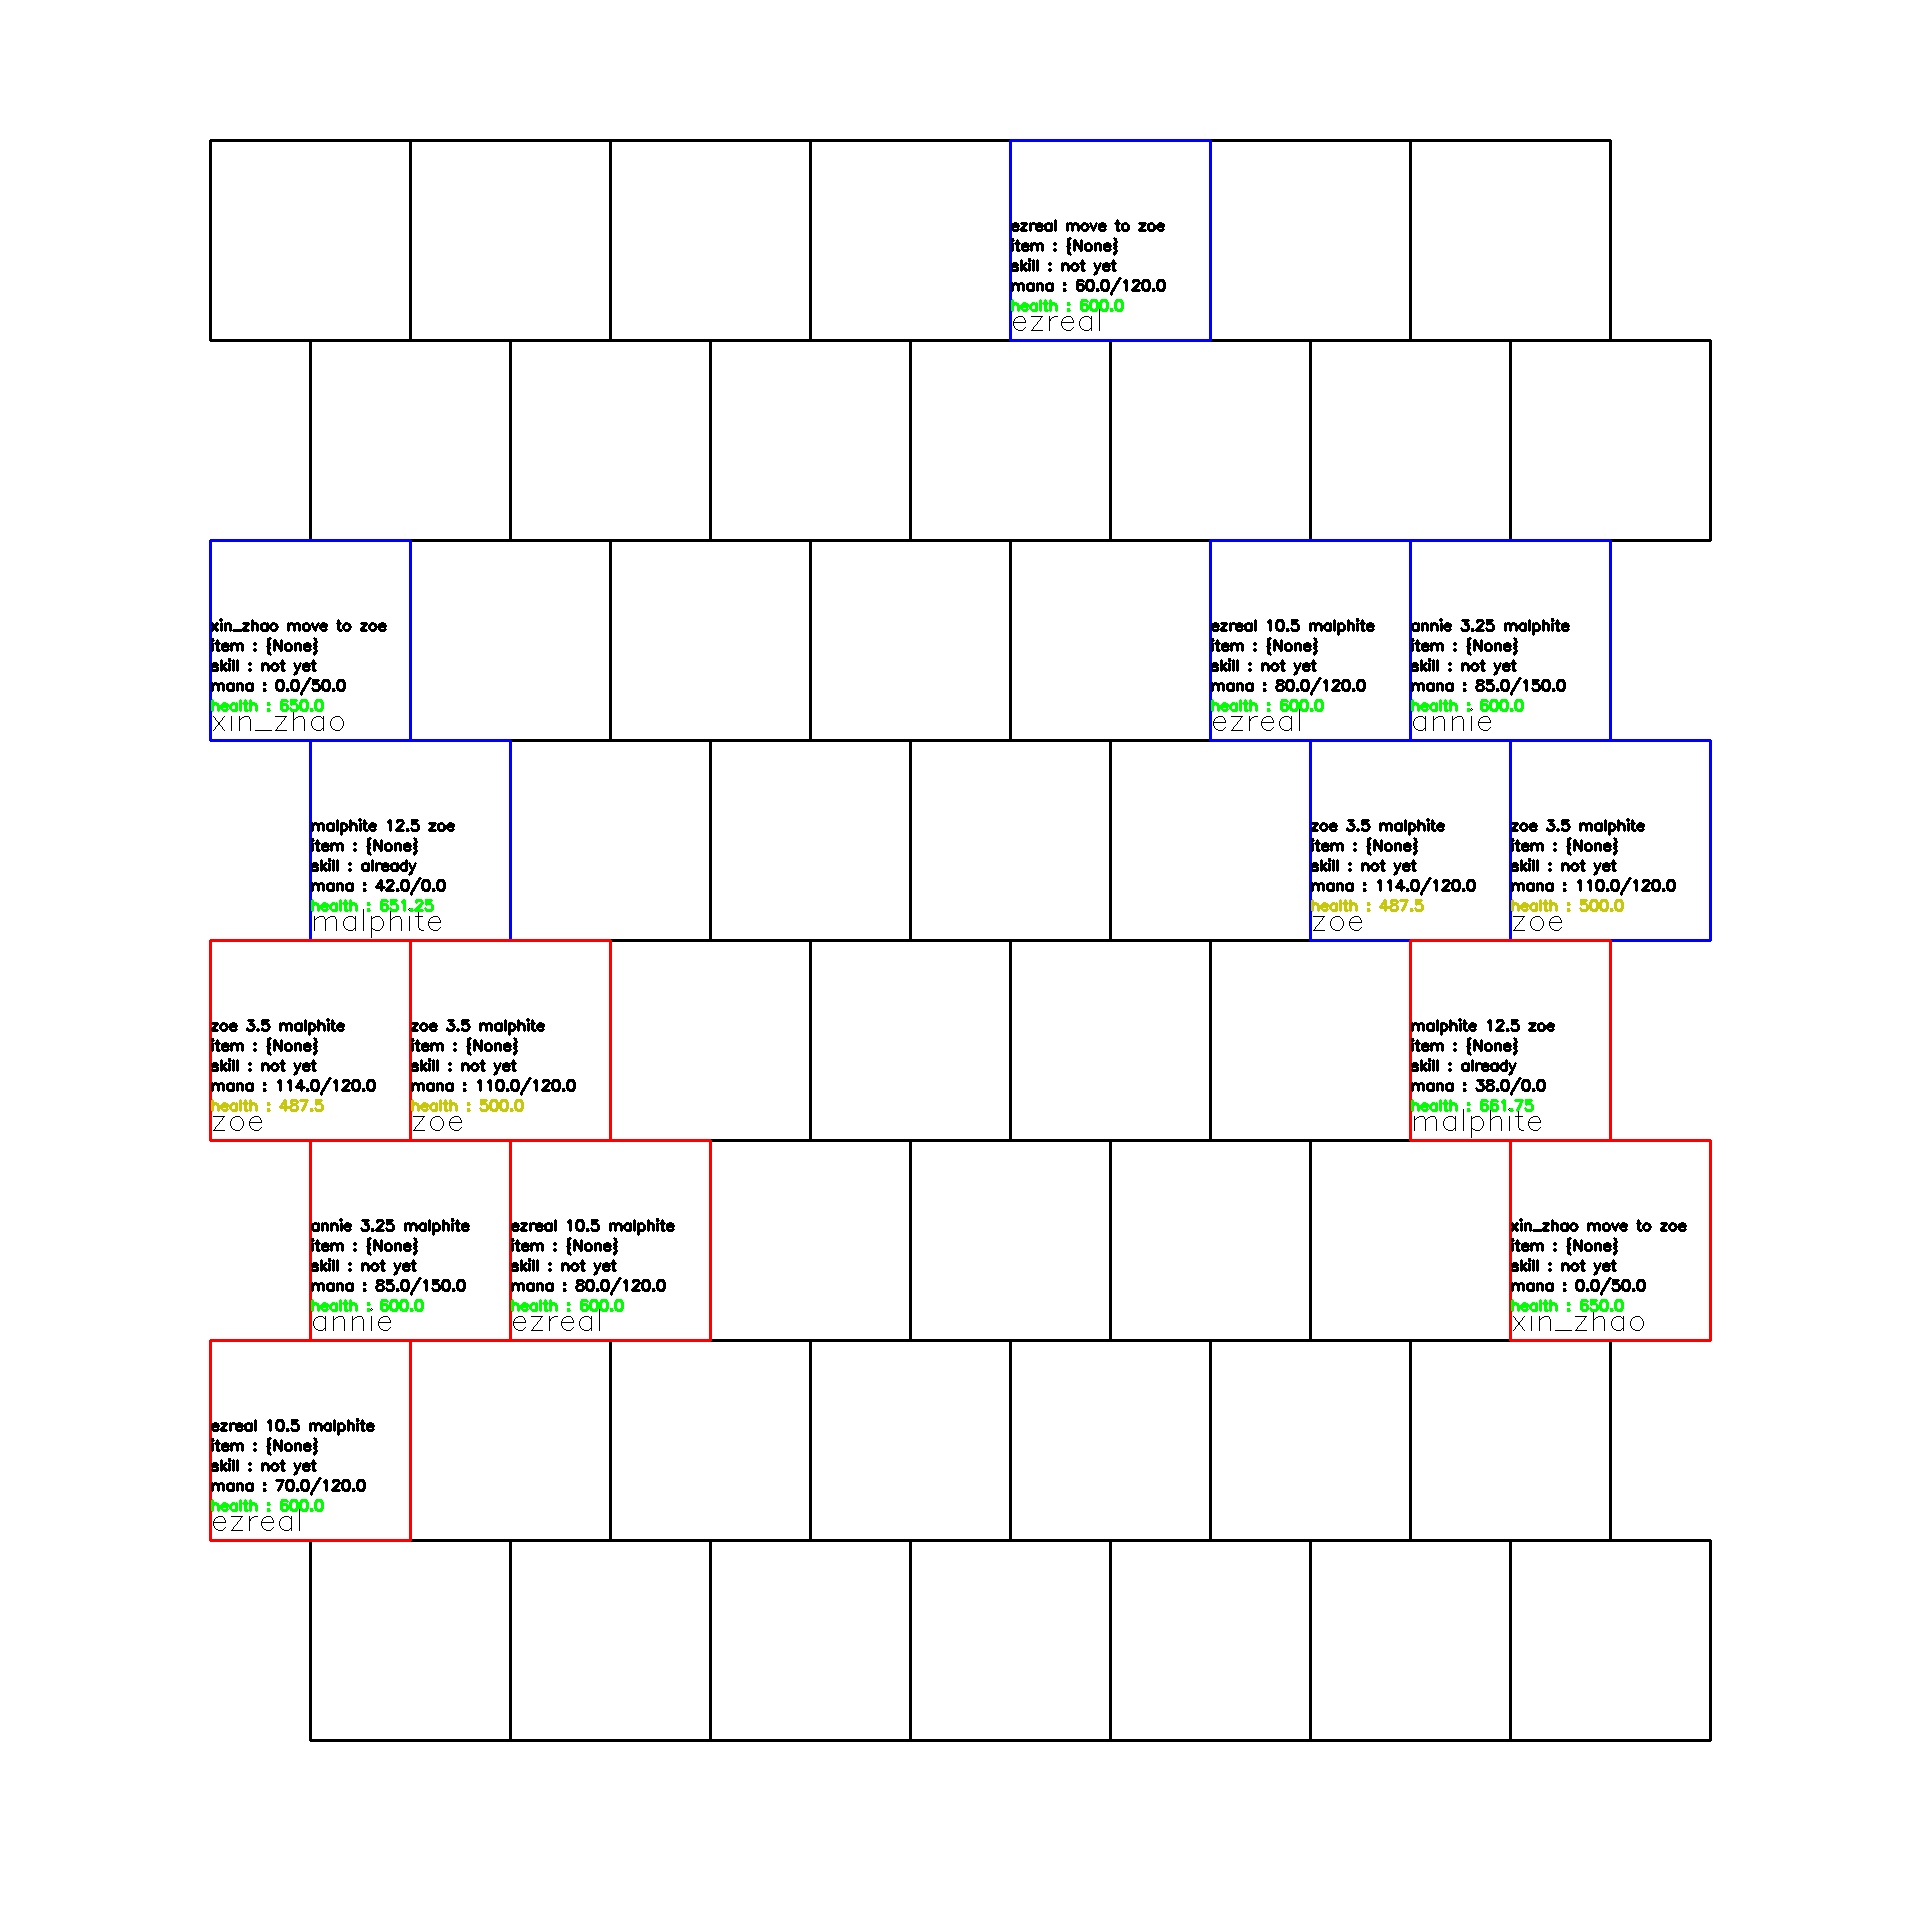 ezreal move to zoe
item : {None}
skill : not yet
mana : 60.0/120.0
health : 600.0
ezreal
xin_zhao move to zoe
item : {None}
skill : not yet
mana : 0.0/50.0
health : 650.0
xin_zhao
ezreal 10.5 malphite
item : {None}
skill : not yet
mana : 80.0/120.0
health : 600.0
ezreal
annie 3.25 malphite
item : {None}
skill : not yet
mana : 85.0/150.0
health : 600.0
annie
malphite 12.5 zoe
item : {None}
skill : already
mana : 42.0/0.0
health : 651.25
malphite
zoe 3.5 malphite
item : {None}
skill : not yet
mana : 114.0/120.0
health : 487.5
zoe
zoe 3.5 malphite
item : {None}
skill : not yet
mana : 110.0/120.0
health : 500.0
zoe
zoe 3.5 malphite
item : {None}
skill : not yet
mana : 114.0/120.0
health : 487.5
zoe
zoe 3.5 malphite
item : {None}
skill : not yet
mana : 110.0/120.0
health : 500.0
zoe
malphite 12.5 zoe
item : {None}
skill : already
mana : 38.0/0.0
health : 661.75
malphite
annie 3.25 malphite
item : {None}
skill : not yet
mana : 85.0/150.0
health : 600.0
annie
ezreal 10.5 malphite
item : {None}
skill : not yet
mana : 80.0/120.0
health : 600.0
ezreal
xin_zhao move to zoe
item : {None}
skill : not yet
mana : 0.0/50.0
health : 650.0
xin_zhao
ezreal 10.5 malphite
item : {None}
skill : not yet
mana : 70.0/120.0
health : 600.0
ezreal